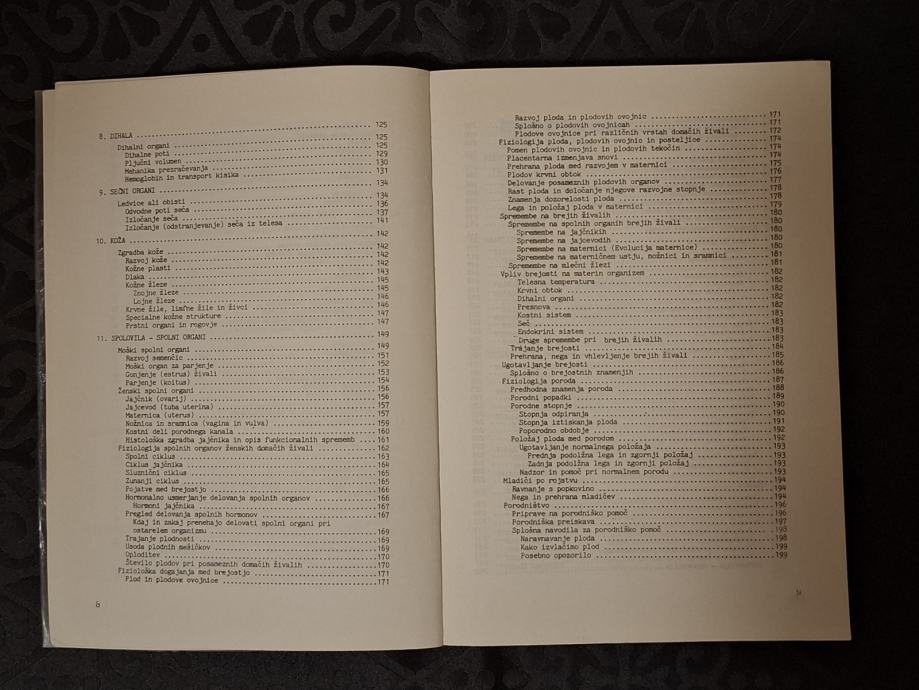 8. DIHALA 125
Dihalni organi 125
Dihalne poti 129
Pljučni volumen 130
Mehanika prezračevanja 131
Hemoglobin in transport kisika
9. SEČNI ORGANI 134
Ledvice ali obisti 134
Odvodne poti seča 136
Izločanje seča 137
Izločanje (odstranjevanje) seča iz telesa 141
10. KOŽA 142
Zgradba kože 142
Razvoj kože 142
Kožne plasti 142
Dlaka 143
Kožne žleze 145
Znojne žleze 145
Lojne žleze 146
Krvne žile, limfne žile in živci 146
Specialne kožne strukture 147
Prstni organi in rogovje 147
11. SPOLOVILA - SPOLNI ORGANI 149
Moški spolni organi 149
Razvoj semenčic 151
Moški organ za parjenje 152
Gonjenje (estrus) živali 153
Parjenje (koitus) 154
Ženski spolni organi 156
Jajčnik (ovarij) 156
Jajcevod (tuba uterina) 157
Maternica (uterus) 157
Nožnica in sramnica (vagina in vulva) 159
Kostni deli porodnega kanala 160
Histološka zgradba jajčnika in opis funkcionalnih sprememb .... 161
Fiziologija spolnih organov ženskih domačih živali 162
Spolni ciklus 163
Ciklus jajčnika 164
Sluznični ciklus 165
Zunanji ciklus 165
Pojatve med brejostjo 166
Hormonalno usmerjanje delovanja spolnih organov 166
Hormoni jajčnika 167
Pregled delovanja spolnih hormonov 167
Kdaj in zakaj prenehajo delovati spolni organi pri
ostarelem organizmu 169
Trajanje plodnosti 169
Usoda plodnih mešičkov 169
Oploditev 170
Število plodov pri posameznih domačih živalih 170
Fiziološka dogajanja med brejostjo 171
Plod in plodove ovojnice 171
8
Razvoj ploda in plodovih ovojnic 171
Splošno o plodovih ovojnicah 171
Plodove ovojnice pri različnih vrstah domačih živali 172
Fiziologija ploda, plodovih ovojnic in posteljice 174
Pomen plodovih ovojnic in plodovih tekočin 174
Placentarna izmenjava snovi 174
Prehrana ploda med razvojem v maternici 175
Plodov krvni obtok 176
Delovanje posameznih plodovih organov 177
Rast ploda in določanje njegove razvojne stopnje 178
Znamenja dozorelosti ploda 178
Lega in položaj ploda v maternici 179
Spremembe na brejih živalih 180
Spremembe na spolnih organih brejih živali 180
Spremembe na jajčnikih 180
Spremembe na jajcevodih 180
Spremembe na maternici (Evolucija maternice) 180
Spremembe na materničnem ustju, nožnici in sramnici 181
Spremembe na mlečni žlezi 181
Vpliv brejosti na materin organizem 182
Telesna temperatura 182
Krvni obtok 182
Dihalni organi 182
Presnova 182
Kostni sistem 183
Seč 183
Endokrini sistem 183
Druge spremembe pri brejih živalih 183
Trajanje brejosti 184
Prehrana, nega in vhlevljenje brejih živali 185
Ugotavljanje brejosti 186
Splošno o brejostnih znamenjih 186
Fiziologija poroda 187
Predhodna znamenja poroda 188
Porodni popadki 189
Porodne stopnje 190
Stopnja odpiranja 190
Stopnja iztiskanja ploda 191
Poporodno obdobje 192
Položaj ploda med porodom 192
Ugotavljanje normalnega položaja 193
Prednja podolžna lega in zgornji položaj 193
Zadnja podolžna lega in zgornji položaj 193
Nadzor in pomoč pri normalnem porodu 193
Mladiči po rojstvu 194
Ravnanje s popkovino 194
Nega in prehrana mladičev 194
Porodništvo 196
Priprave na porodniško pomoč 196
Porodniška preiskava 197
Splošna navodila za porodniško pomoč 198
Naravnavanje ploda 198
Kako izvlačimo plod 199
Posebno opozorilo 199
9